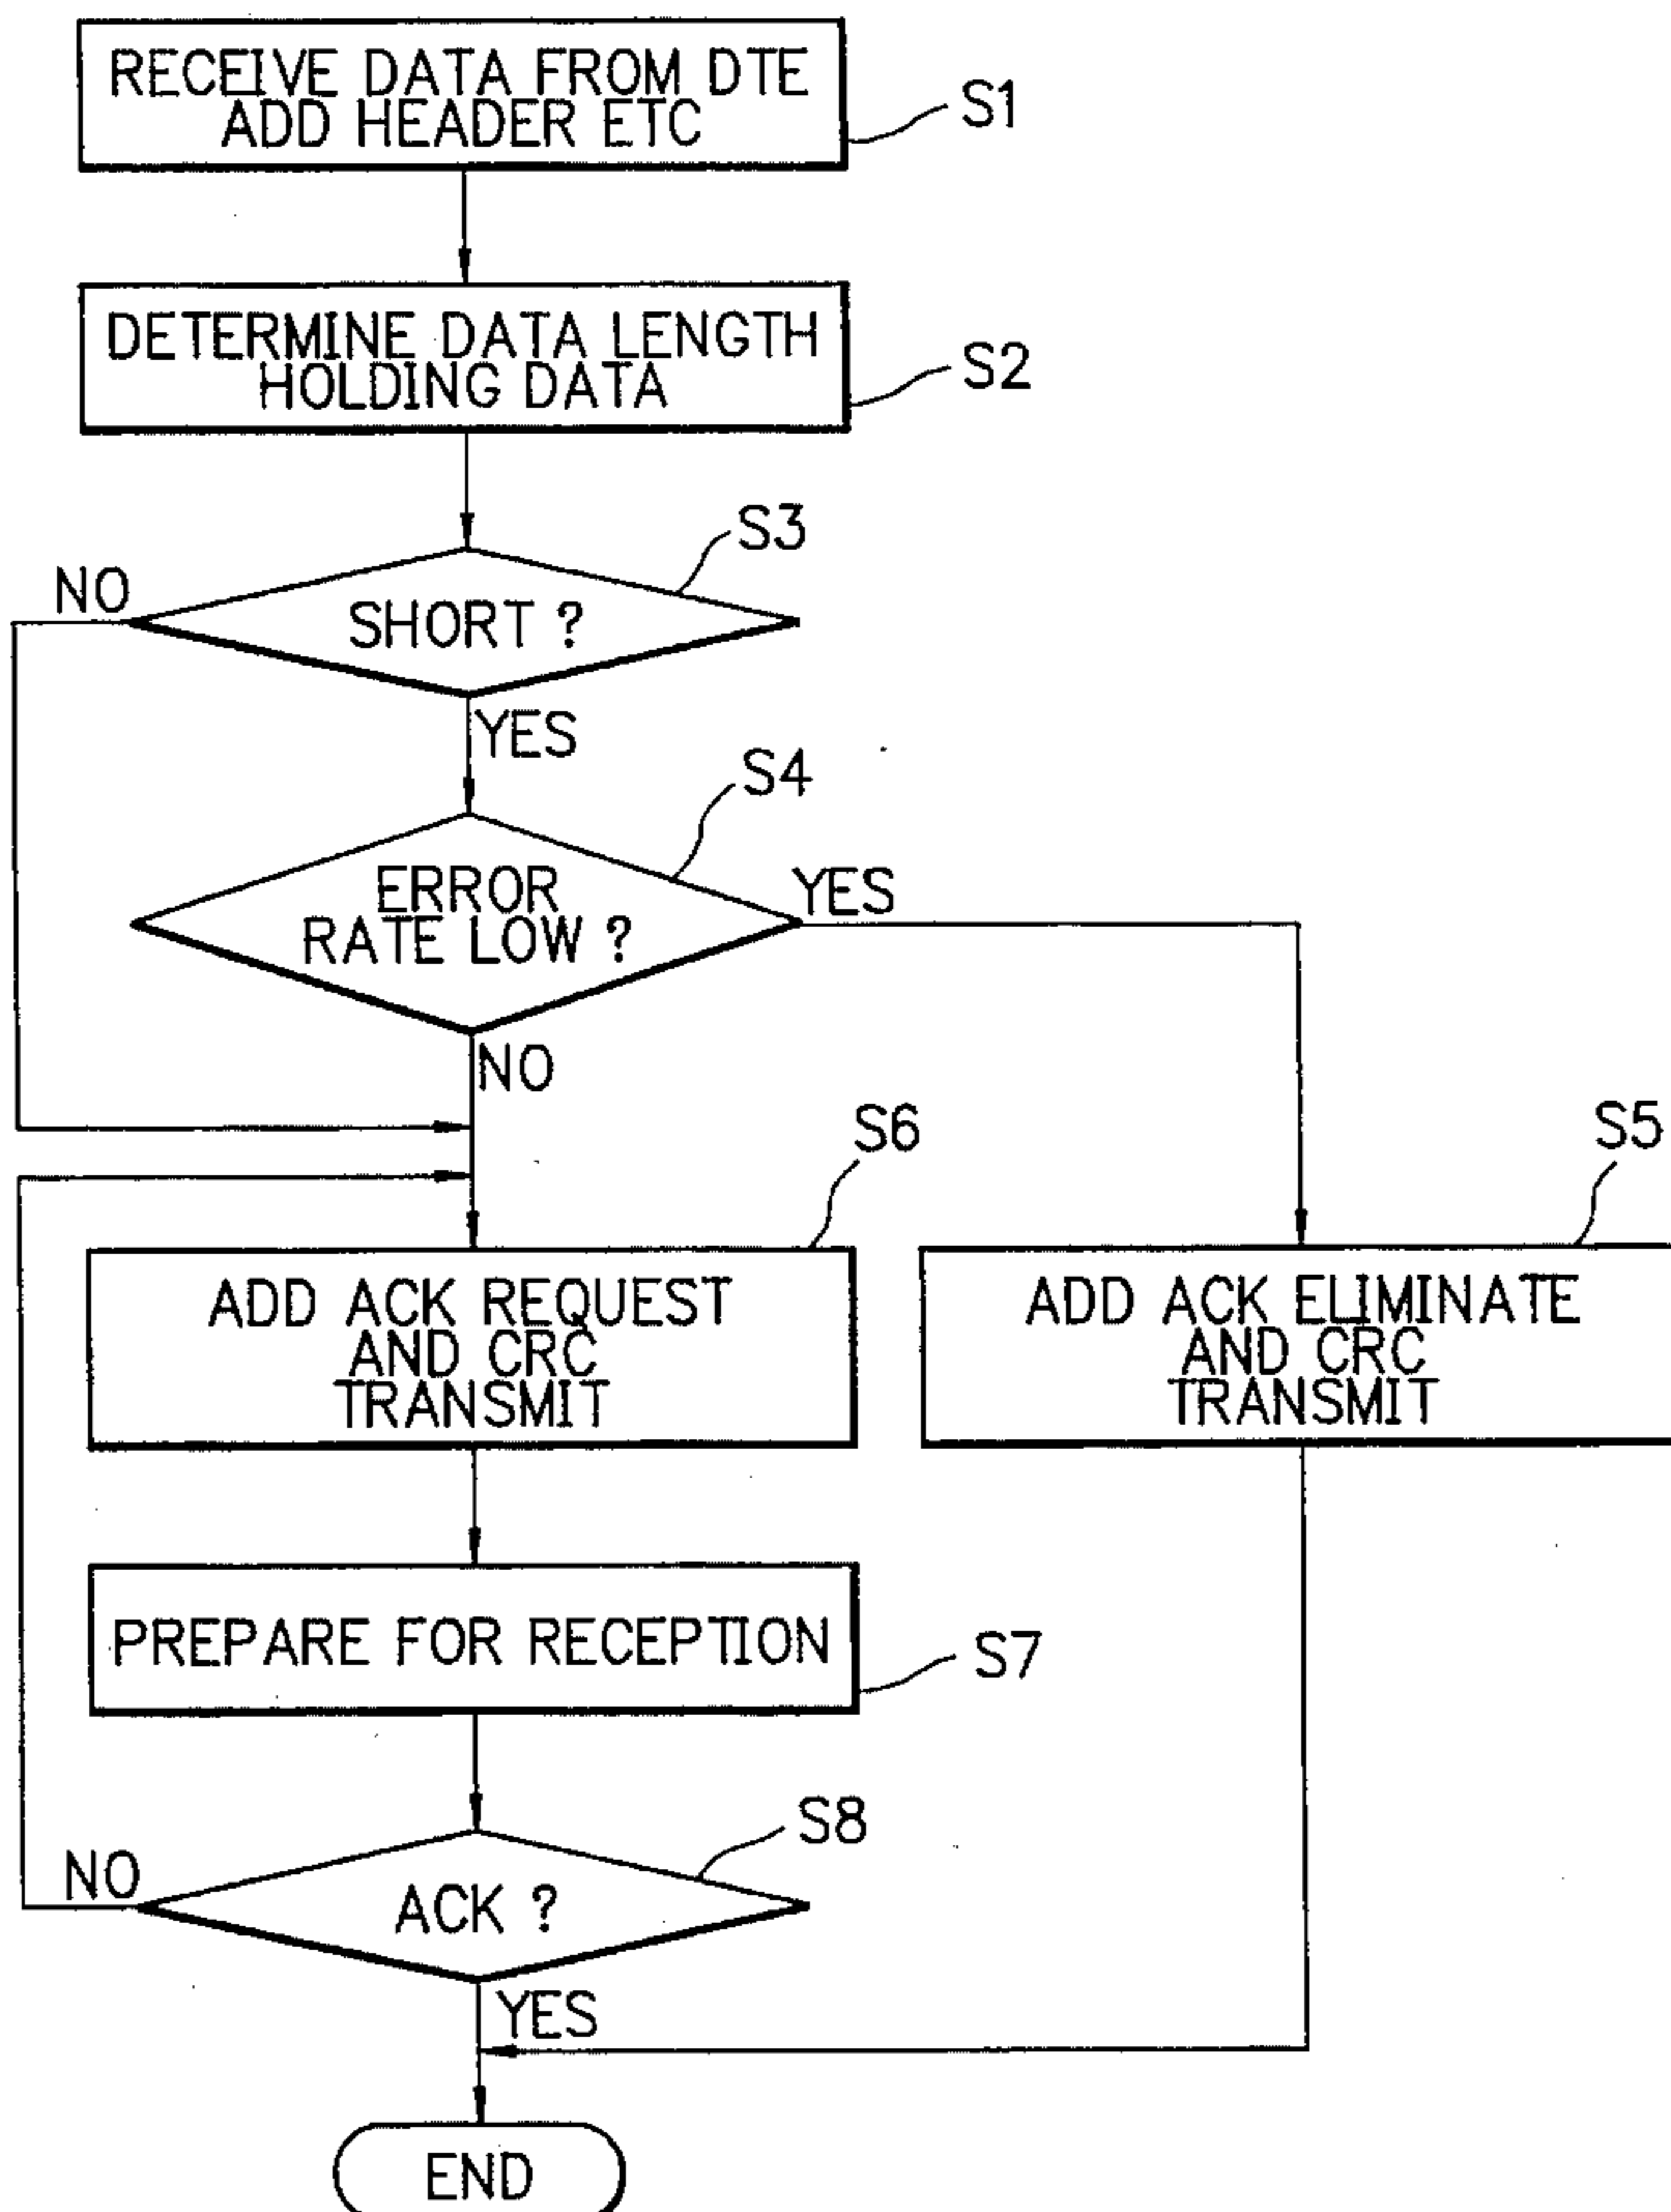 RECEIVE DATA FROM DTE
ADD HEADER ETC
S1
DETERMINE DATA LENGTH
HOLDING DATA
S2
S3
NO
SHORT ?
YES
S4
ERROR
RATE LOW ?
YES
NO
S6
S5
ADD ACK REQUEST
AND CRC
TRANSMIT
ADD ACK ELIMINATE
AND CRC
TRANSMIT
PREPARE FOR RECEPTION
S7
S8
NO
ACK ?
YES
END